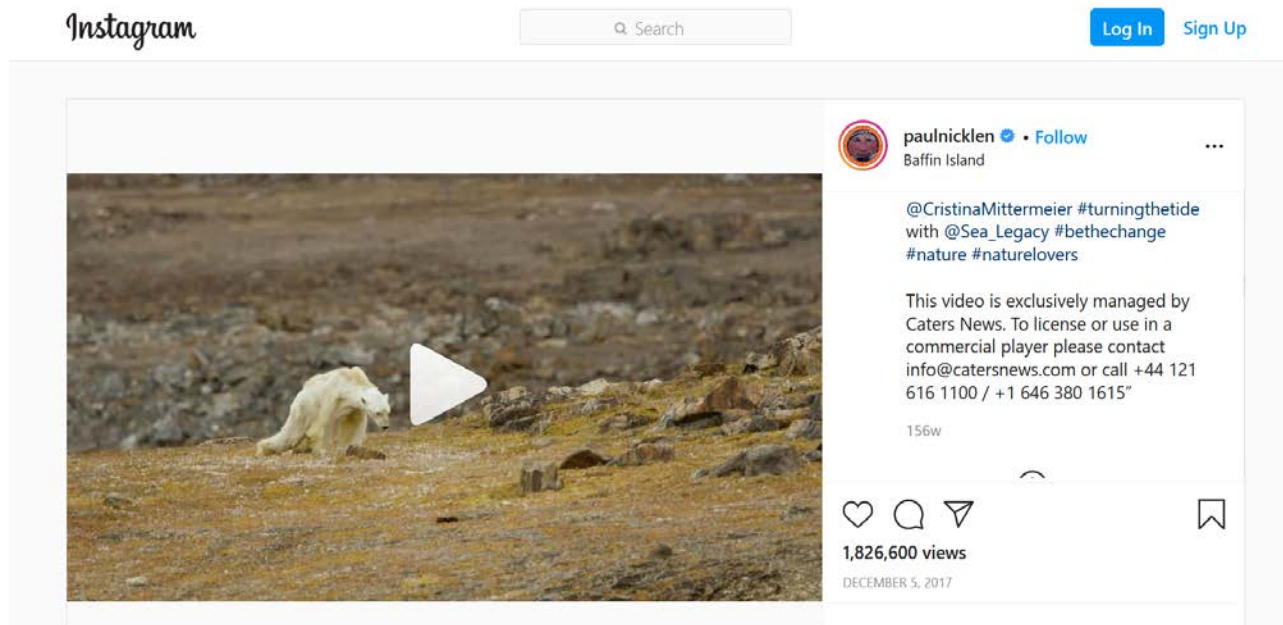 Instagram
Search
Log In
Sign Up
paulnicklen • Follow
Baffin Island
@CristinaMittermeier #turningthetide
with @Sea_Legacy #bethechange
#nature #naturelovers
This video is exclusively managed by
Caters News. To license or use in a
commercial player please contact
info@catersnews.com or call +44 121
616 1100 / +1 646 380 1615”
156w
1,826,600 views
DECEMBER 5, 2017